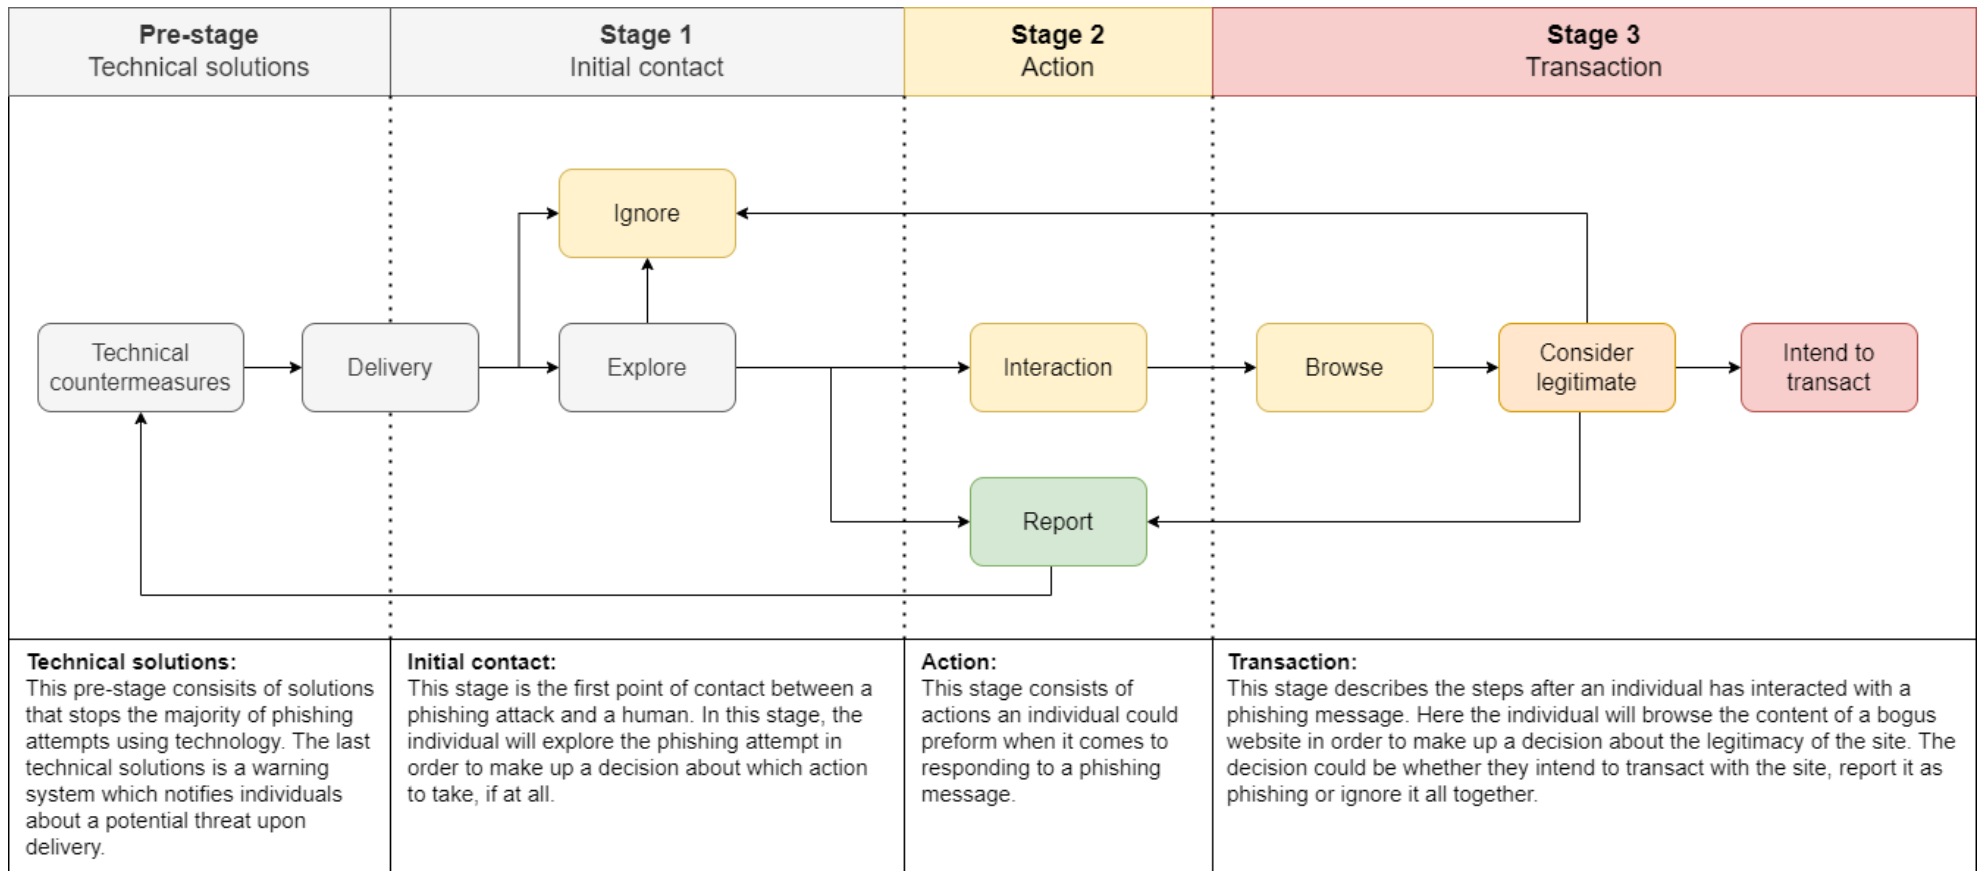 Pre-stage
Technical solutions
Stage 1
Initial contact
Stage 2
Action
Stage 3
Transaction
Ignore
Technical
countermeasures
Delivery
Explore
Interaction
Browse
Consider
legitimate
Intend to
transact
Report
Technical solutions:
This pre-stage consisits of solutions
that stops the majority of phishing
attempts using technology. The last
technical solutions is a warning
system which notifies individuals
about a potential threat upon
delivery.
Initial contact:
This stage is the first point of contact between a
phishing attack and a human. In this stage, the
individual will explore the phishing attempt in
order to make up a decision about which action
to take, if at all.
Action:
This stage consists of
actions an individual could
preform when it comes to
responding to a phishing
message.
Transaction:
This stage describes the steps after an individual has interacted with a
phishing message. Here the individual will browse the content of a bogus
website in order to make up a decision about the legitimacy of the site. The
decision could be whether they intend to transact with the site, report it as
phishing or ignore it all together.